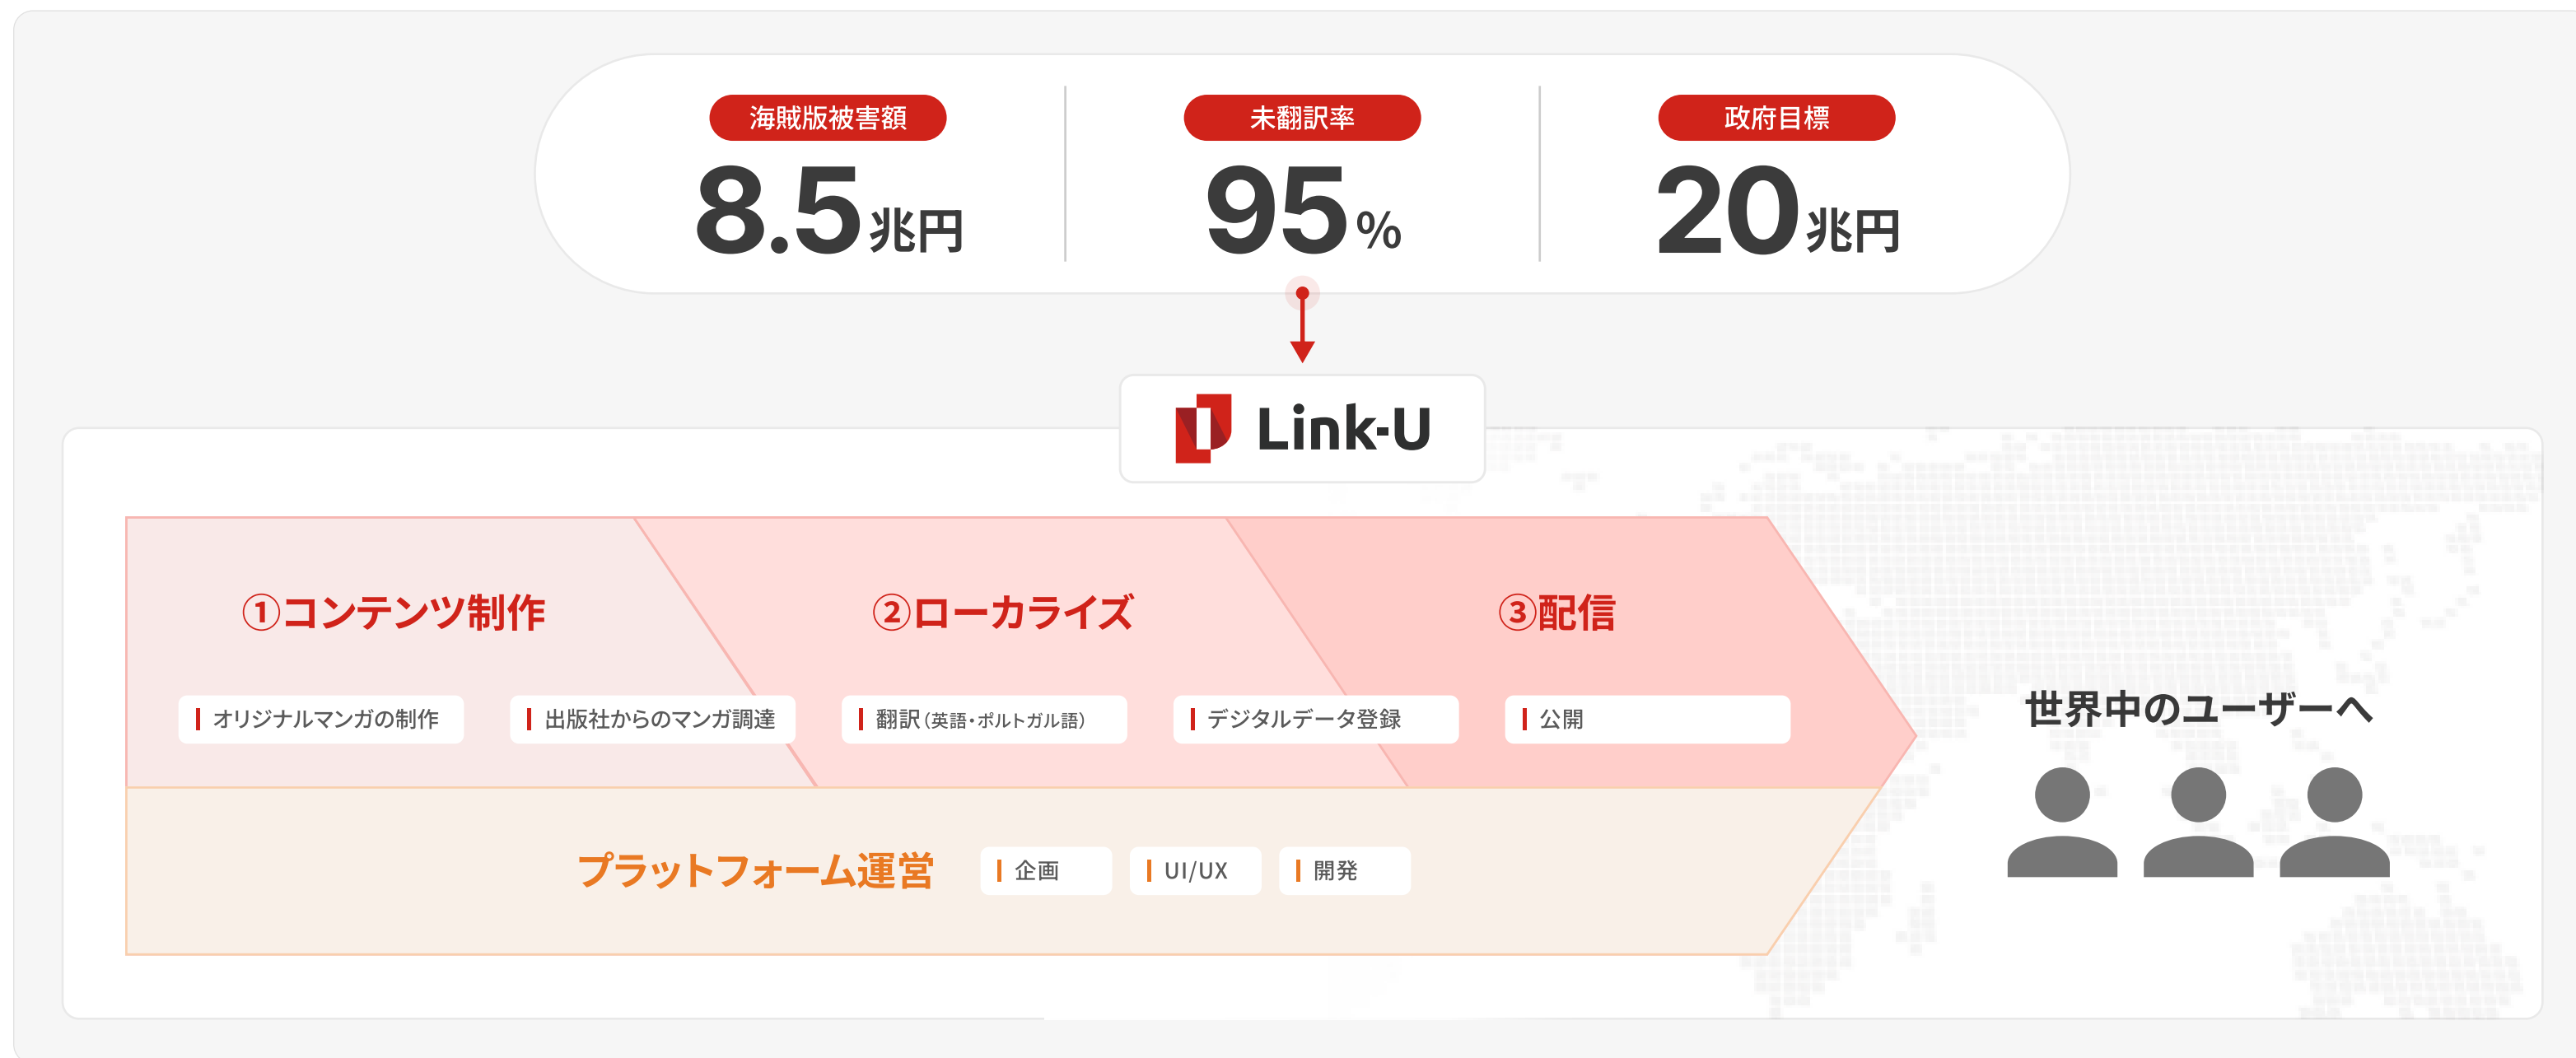 海賊版被害額
8.5兆円
未翻訳率
95%
政府目標
20兆円
Link-U
①コンテンツ制作
②ローカライズ
③配信
オリジナルマンガの制作
出版社からのマンガ調達
翻訳（英語・ポルトガル語）
デジタルデータ登録
公開
プラットフォーム運営
企画
UI/UX
開発
世界中のユーザーへ